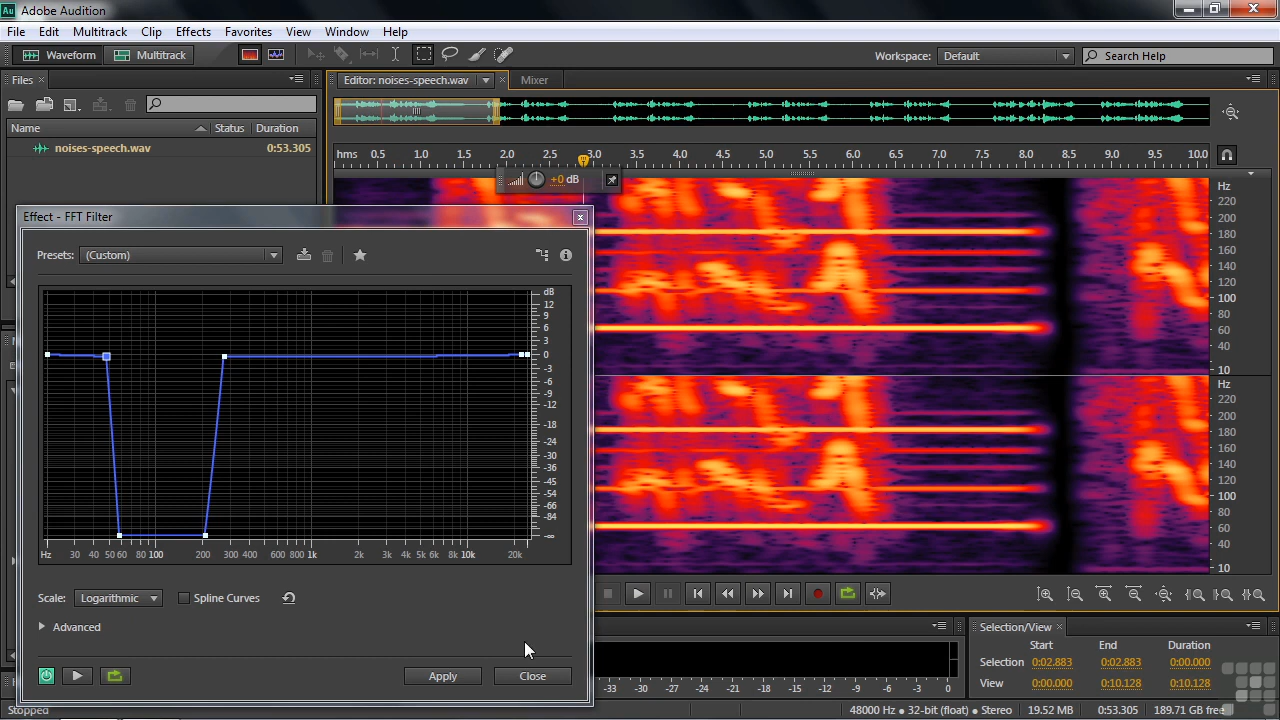 Au Adobe Audition
File Edit Multitrack Clip Effects Favorites View Window Help
Waveform Multitrack Workspace: Default Search Help
Files Editor: noises-speech.wav Mixer
Name Status Duration
noises-speech.wav 0:53.305
hms 0.5 1.0 1.5 2.0 2.5 3.0 3.5 4.0 4.5 5.0 5.5 6.0 6.5 7.0 7.5 8.0 8.5 9.0 9.5 10.0
+0 dB
Hz
220
200
180
160
140
120
100
80
60
40
10
Hz
220
200
180
160
140
120
100
80
60
40
10
Effect - FFT Filter
Presets: (Custom)
dB
12
9
6
3
0
-3
-6
-9
-12
-18
-24
-30
-36
-45
-54
-66
-84
-∞
Hz 30 40 50 60 80 100 200 300 400 600 800 1k 2k 3k 4k 5k 6k 8k 10k 20k
Scale: Logarithmic Spline Curves
Advanced
Apply Close
-33 -30 -27 -24 -21 -18 -15 -12 -9 -6 -3 0
Selection/View
Start End Duration
Selection 0:02.883 0:02.883 0:00.000
View 0:00.000 0:10.128 0:10.128
Stopped 48000 Hz ● 32-bit (float) ● Stereo 19.52 MB 0:53.305 189.71 GB free